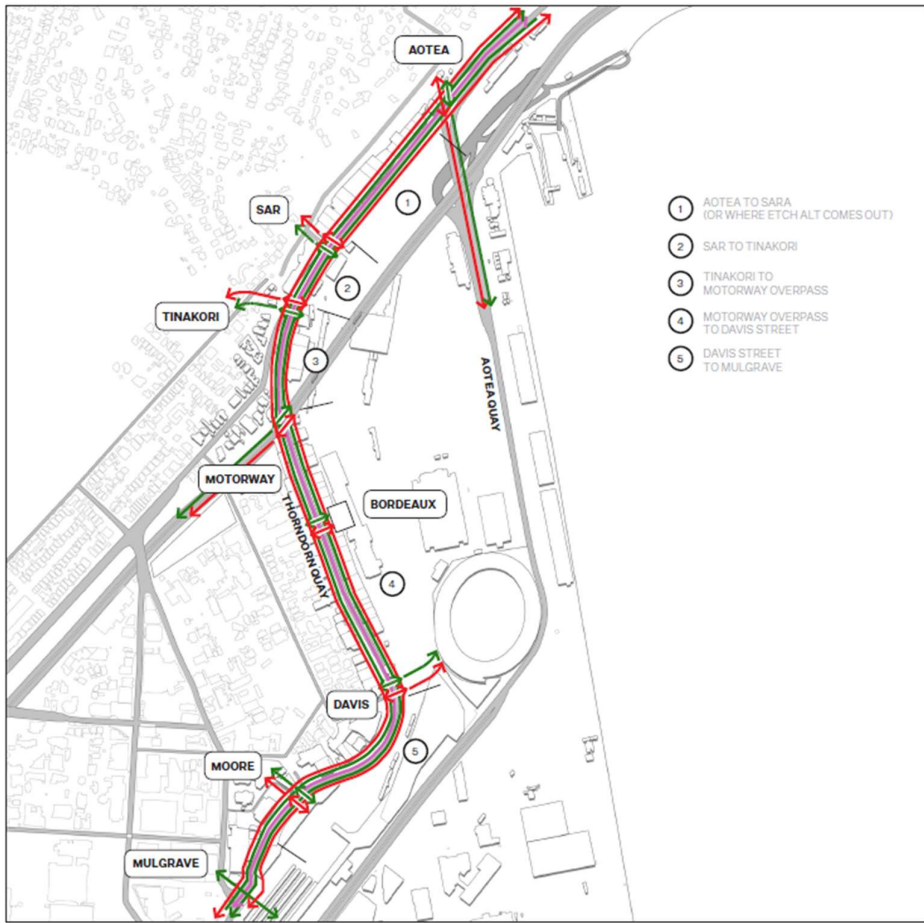 AOTEA
SAR
1
2
TINAKORI
3
AOTEA QUAY
MOTORWAY
THORNDORN QUAY
BORDEAUX
4
DAVIS
5
MOORE
MULGRAVE
1 AOTEA TO SARA
(OR WHERE ETCH ALT COMES OUT)
2 SAR TO TINAKORI
3 TINAKORI TO
MOTORWAY OVERPASS
4 MOTORWAY OVERPASS
TO DAVIS STREET
5 DAVIS STREET
TO MULGRAVE